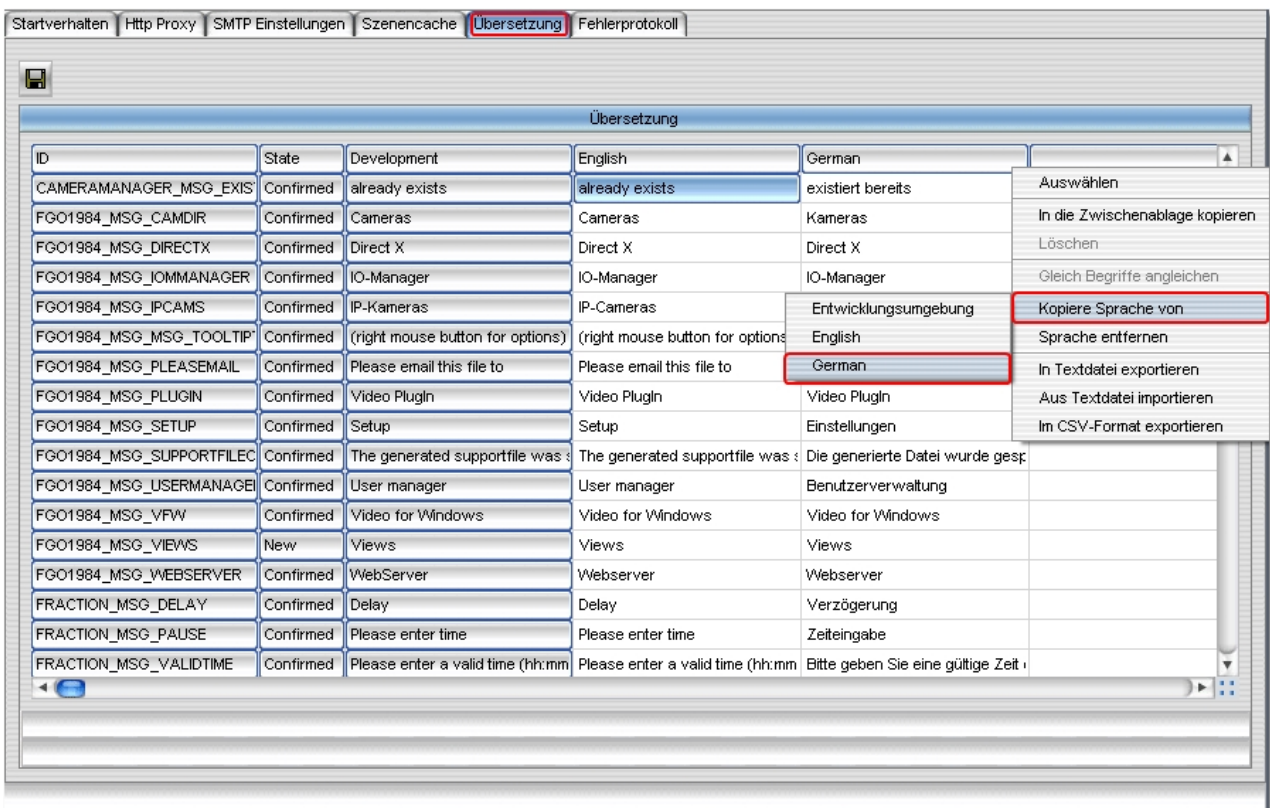 Startverhalten Http Proxy SMTP Einstellungen Szenencache Übersetzung Fehlerprotokoll
Übersetzung
ID State Development English German
CAMERAMANAGER_MSG_EXIS Confirmed already exists already exists existiert bereits
FGO1984_MSG_CAMDIR Confirmed Cameras Cameras Kameras
FGO1984_MSG_DIRECTX Confirmed Direct X Direct X Direct X
FGO1984_MSG_IOMMANAGER Confirmed IO-Manager IO-Manager IO-Manager
FGO1984_MSG_IPCAMS Confirmed IP-Kameras IP-Cameras
FGO1984_MSG_MSG_TOOLTIP Confirmed (right mouse button for options) (right mouse button for options
FGO1984_MSG_PLEASEMAIL Confirmed Please email this file to Please email this file to
FGO1984_MSG_PLUGIN Confirmed Video PlugIn Video PlugIn Video PlugIn
FGO1984_MSG_SETUP Confirmed Setup Setup Einstellungen
FGO1984_MSG_SUPPORTFILEC Confirmed The generated supportfile was s The generated supportfile was s Die generierte Datei wurde gesp
FGO1984_MSG_USERMANAGE Confirmed User manager User manager Benutzerverwaltung
FGO1984_MSG_VFW Confirmed Video for Windows Video for Windows Video for Windows
FGO1984_MSG_VIEWS New Views Views Views
FGO1984_MSG_WEBSERVER Confirmed WebServer Webserver Webserver
FRACTION_MSG_DELAY Confirmed Delay Delay Verzögerung
FRACTION_MSG_PAUSE Confirmed Please enter time Please enter time Zeiteingabe
FRACTION_MSG_VALIDTIME Confirmed Please enter a valid time (hh:mm Please enter a valid time (hh:mm Bitte geben Sie eine gültige Zeit
Auswählen
In die Zwischenablage kopieren
Löschen
Gleich Begriffe angleichen
Kopiere Sprache von
Sprache entfernen
In Textdatei exportieren
Aus Textdatei importieren
Im CSV-Format exportieren
Entwicklungsumgebung
English
German